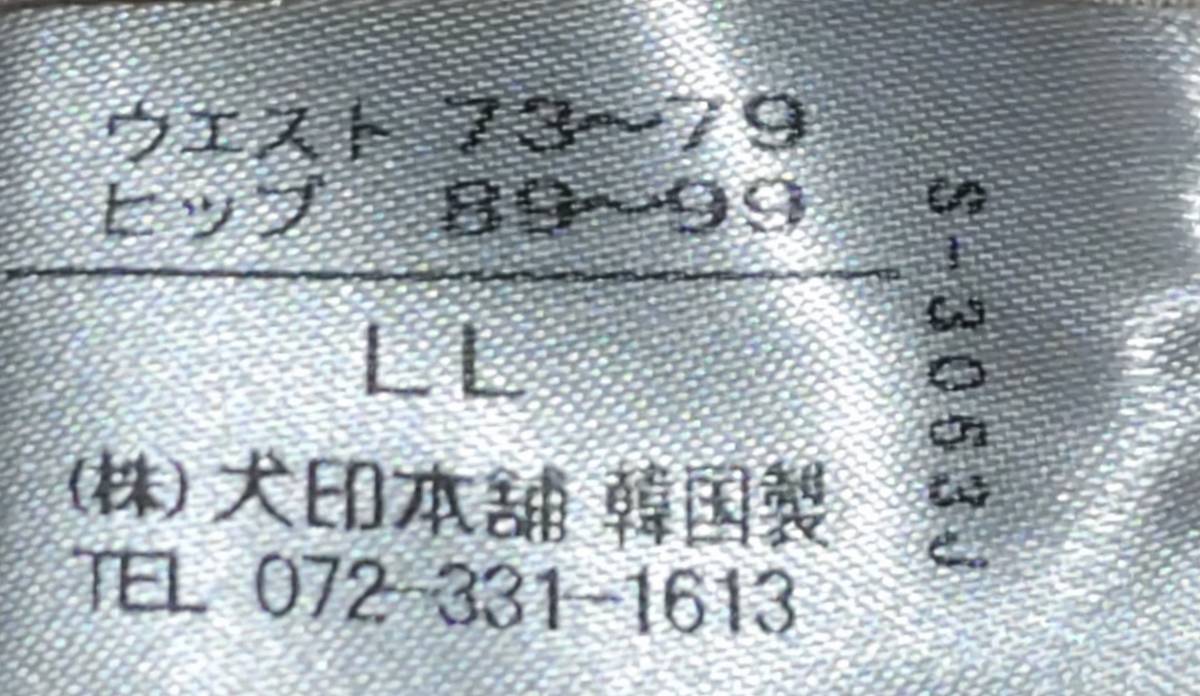 ウエスト 73~79
ヒップ 89~99
LL
(株)犬印本舗 韓国製
TEL 072-331-1613
S-3063J